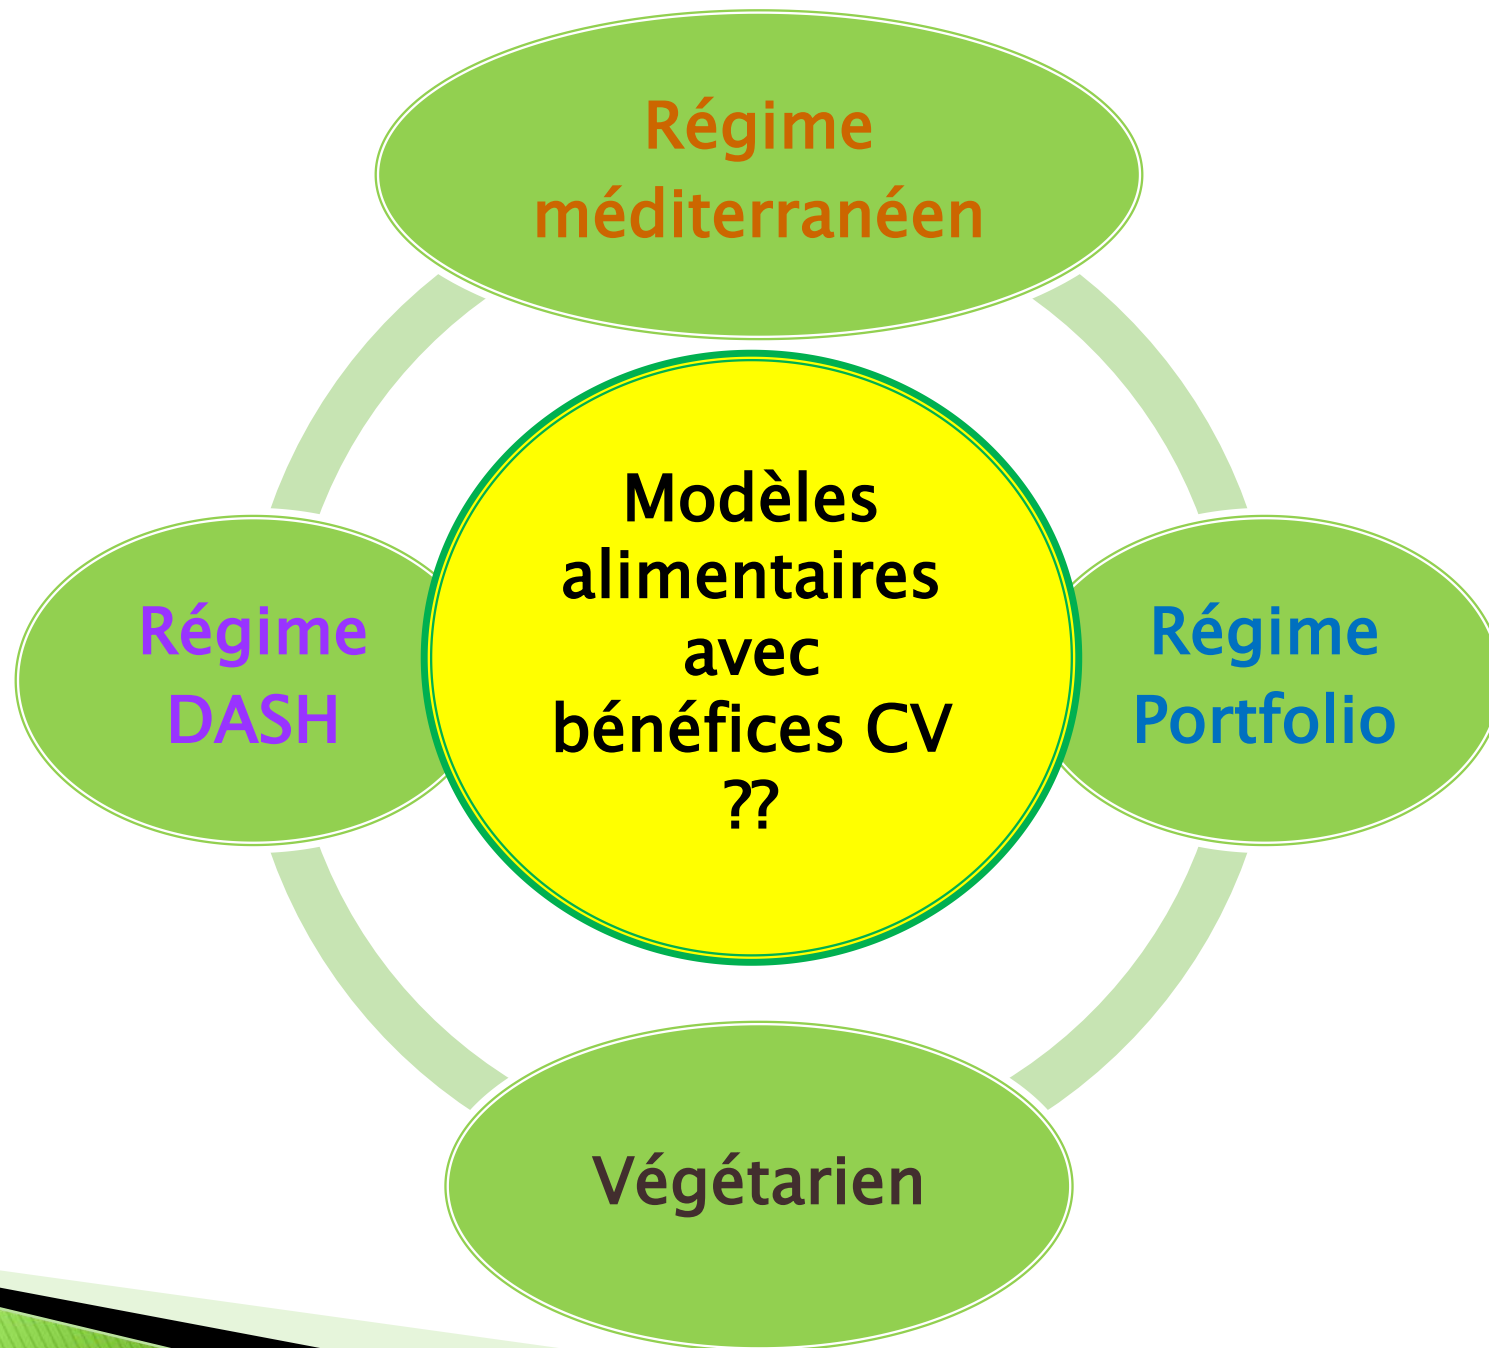 Régime
méditerranéen
Modèles
alimentaires
avec
bénéfices CV
??
Régime
DASH
Régime
Portfolio
Végétarien